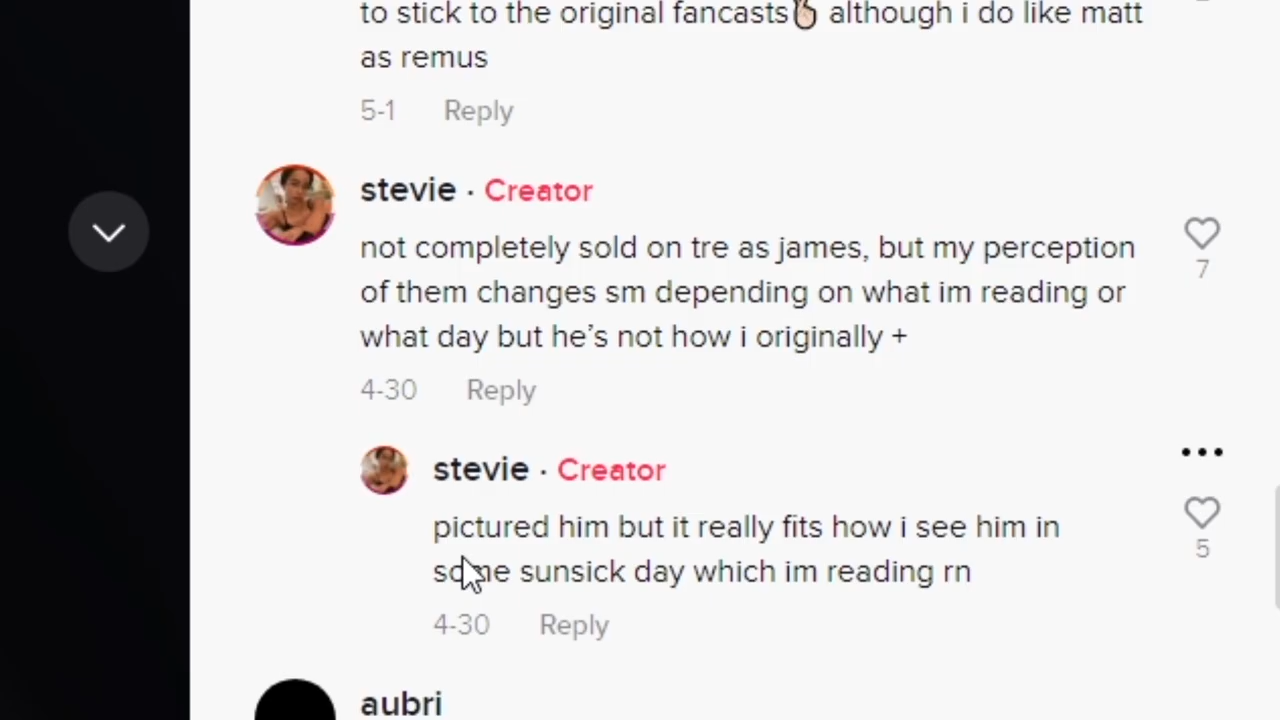 to stick to the original fancasts🫰🏻 although i do like matt
as remus
5-1 Reply
stevie · Creator
not completely sold on tre as james, but my perception
of them changes sm depending on what im reading or
what day but he’s not how i originally +
7
4-30 Reply
stevie · Creator
pictured him but it really fits how i see him in
some sunsick day which im reading rn
5
4-30 Reply
aubri